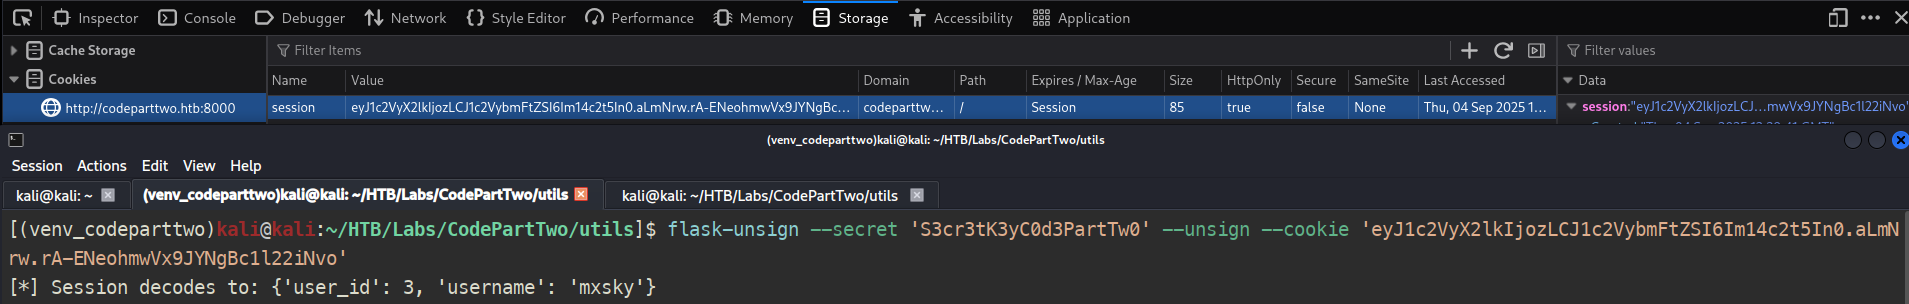 Inspector Console Debugger Network Style Editor Performance Memory Storage Accessibility Application
Cache Storage Filter Items Filter values
Cookies Name Value Domain Path Expires / Max-Age Size HttpOnly Secure SameSite Last Accessed Data
http://codeparttwo.htb:8000 session eyJ1c2VyX2lkIjozLCJ1c2VybmFtZSI6Im14c2t5In0.aLmNrw.rA-ENeohmwVx9JYNgBc... codepartw... / Session 85 true false None Thu, 04 Sep 2025 1... session:"eyJ1c2VyX2lkIjozLCJ...mwVx9JYNgBc1l22iNvo"
(venv_codeparttwo)kali@kali: ~/HTB/Labs/CodePartTwo/utils
Session Actions Edit View Help
kali@kali: ~ (venv_codeparttwo)kali@kali: ~/HTB/Labs/CodePartTwo/utils kali@kali: ~/HTB/Labs/CodePartTwo/utils
[(venv_codeparttwo)kali@kali:~/HTB/Labs/CodePartTwo/utils]$ flask-unsign --secret 'S3cr3tK3yC0d3PartTw0' --unsign --cookie 'eyJ1c2VyX2lkIjozLCJ1c2VybmFtZSI6Im14c2t5In0.aLmN
rw.rA-ENeohmwVx9JYNgBc1l22iNvo'
[*] Session decodes to: {'user_id': 3, 'username': 'mxsky'}